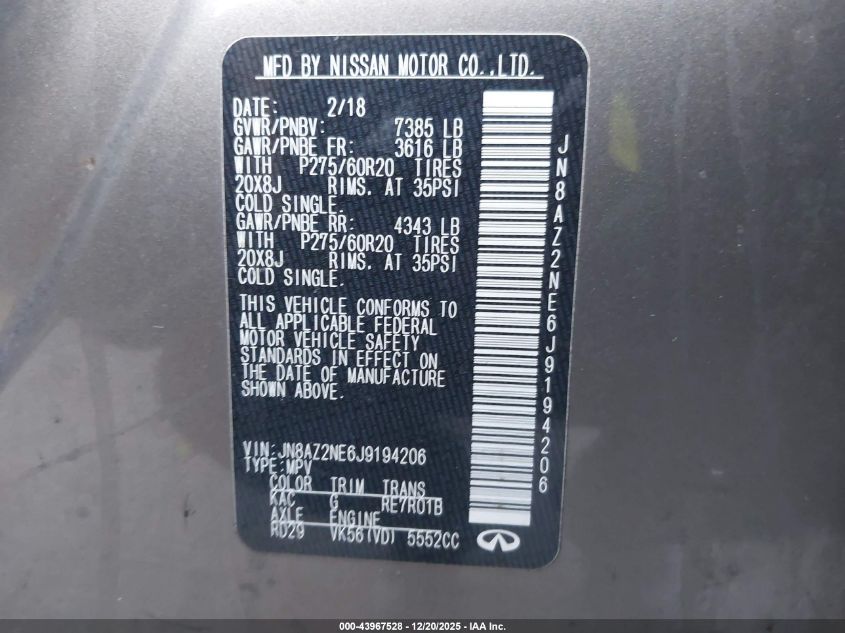 MFD BY NISSAN MOTOR CO.,LTD.
DATE: 2/18
GVWR/PNBV: 7385 LB
GAWR/PNBE FR: 3616 LB
WITH P275/60R20 TIRES
20X8J RIMS. AT 35PSI
COLD SINGLE.
GAWR/PNBE RR: 4343 LB
WITH P275/60R20 TIRES
20X8J RIMS. AT 35PSI
COLD SINGLE.
THIS VEHICLE CONFORMS TO
ALL APPLICABLE FEDERAL
MOTOR VEHICLE SAFETY
STANDARDS IN EFFECT ON
THE DATE OF MANUFACTURE
SHOWN ABOVE.
VIN:JN8AZ2NE6J9194206
TYPE:MPV
COLOR TRIM TRANS
KAC G RE7R01B
AXLE ENGINE
RD29 VK56(VD) 5552CC
JN8AZ2NE6J9194206
000-43967528 - 12/20/2025 - IAA Inc.